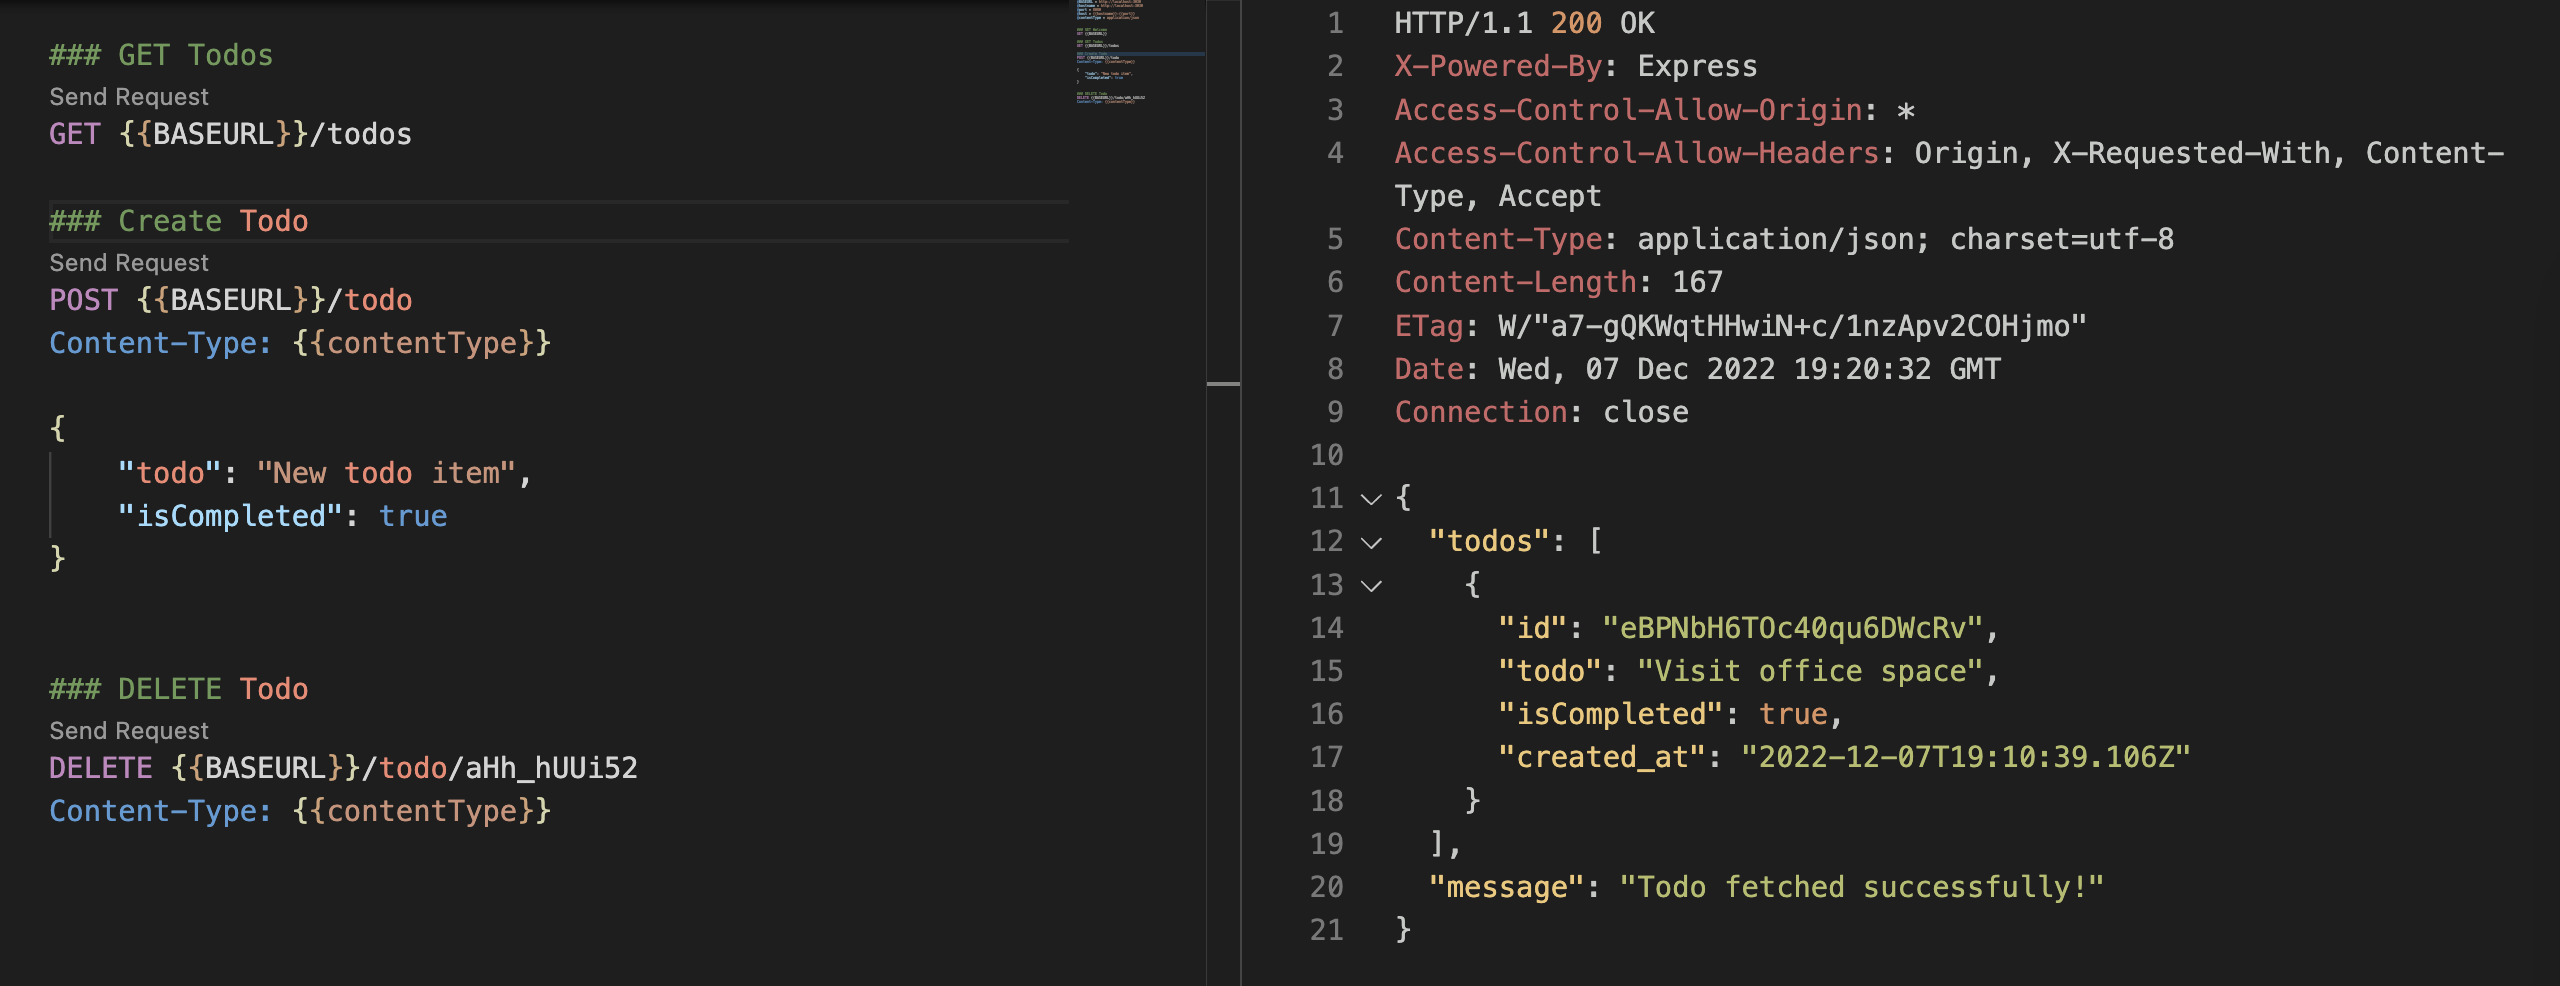 ### GET Todos
Send Request
GET {{BASEURL}}/todos
### Create Todo
Send Request
POST {{BASEURL}}/todo
Content-Type: {{contentType}}
{
"todo": "New todo item",
"isCompleted": true
}
### DELETE Todo
Send Request
DELETE {{BASEURL}}/todo/aHh_hUUi52
Content-Type: {{contentType}}
1 HTTP/1.1 200 OK
2 X-Powered-By: Express
3 Access-Control-Allow-Origin: *
4 Access-Control-Allow-Headers: Origin, X-Requested-With, Content-
Type, Accept
5 Content-Type: application/json; charset=utf-8
6 Content-Length: 167
7 ETag: W/"a7-gQKWqtHHwiN+c/1nzApv2COHjmo"
8 Date: Wed, 07 Dec 2022 19:20:32 GMT
9 Connection: close
10
11 {
12 "todos": [
13 {
14 "id": "eBPNbH6TOc40qu6DWcRv",
15 "todo": "Visit office space",
16 "isCompleted": true,
17 "created_at": "2022-12-07T19:10:39.106Z"
18 }
19 ],
20 "message": "Todo fetched successfully!"
21 }